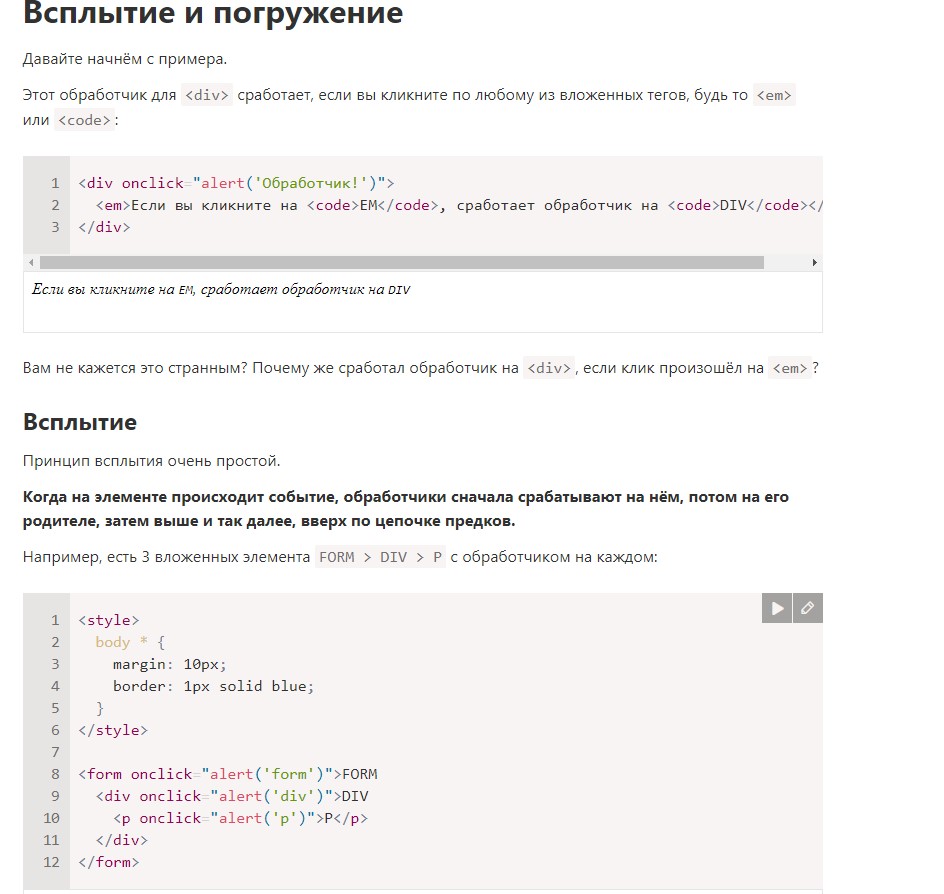 Всплытие и погружение
Давайте начнём с примера.
Этот обработчик для <div> сработает, если вы кликните по любому из вложенных тегов, будь то <em>
или <code>:
1 <div onclick="alert('Обработчик!')">
2   <em>Если вы кликните на <code>EM</code>, сработает обработчик на <code>DIV</code></
3 </div>
Если вы кликните на EM, сработает обработчик на DIV
Вам не кажется это странным? Почему же сработал обработчик на <div>, если клик произошёл на <em>?
Всплытие
Принцип всплытия очень простой.
Когда на элементе происходит событие, обработчики сначала срабатывают на нём, потом на его
родителе, затем выше и так далее, вверх по цепочке предков.
Например, есть 3 вложенных элемента FORM > DIV > P с обработчиком на каждом:
1 <style>
2   body * {
3     margin: 10px;
4     border: 1px solid blue;
5   }
6 </style>
7
8 <form onclick="alert('form')">FORM
9   <div onclick="alert('div')">DIV
10     <p onclick="alert('p')">P</p>
11   </div>
12 </form>